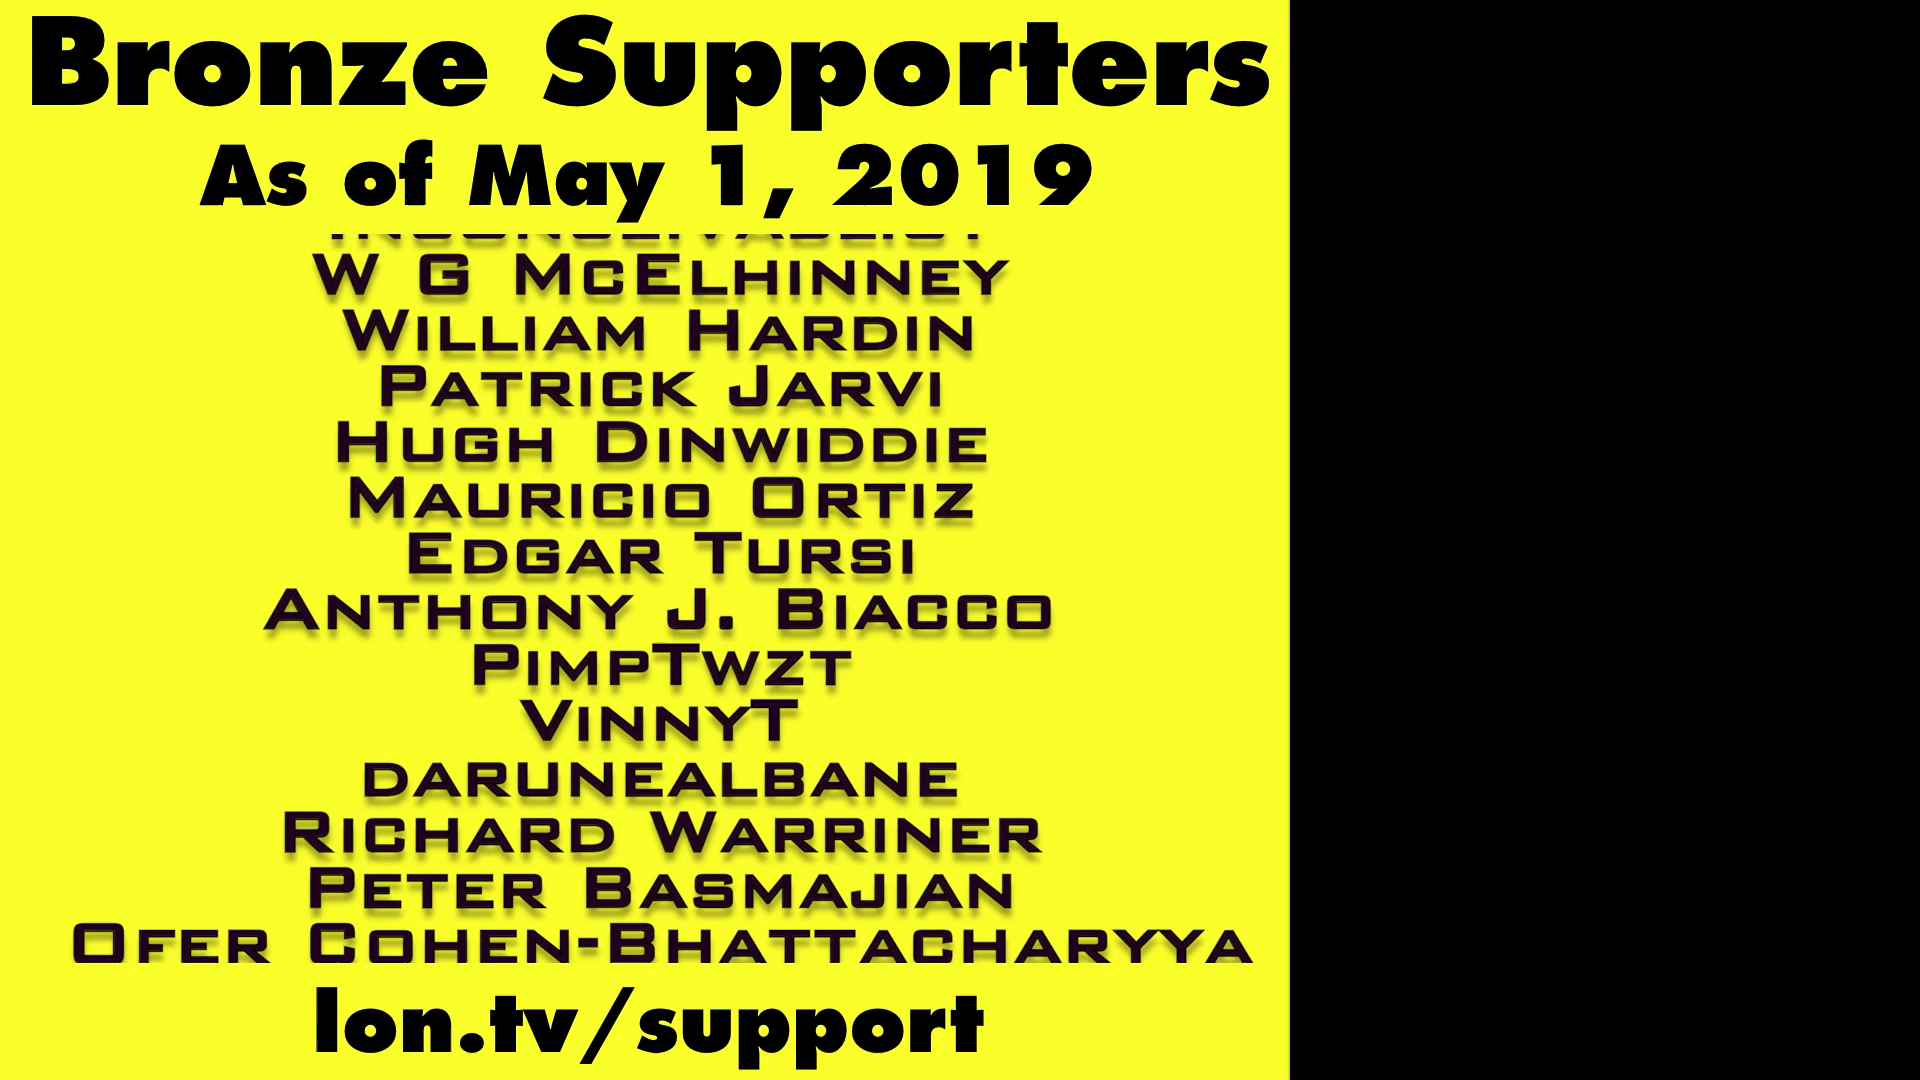 Bronze Supporters
As of May 1, 2019
W G McElhinney
William Hardin
Patrick Jarvi
Hugh Dinwiddie
Mauricio Ortiz
Edgar Tursi
Anthony J. Biacco
PimpTwzt
VinnyT
darunealbane
Richard Warriner
Peter Basmajian
Ofer Cohen-Bhattacharyya
lon.tv/support